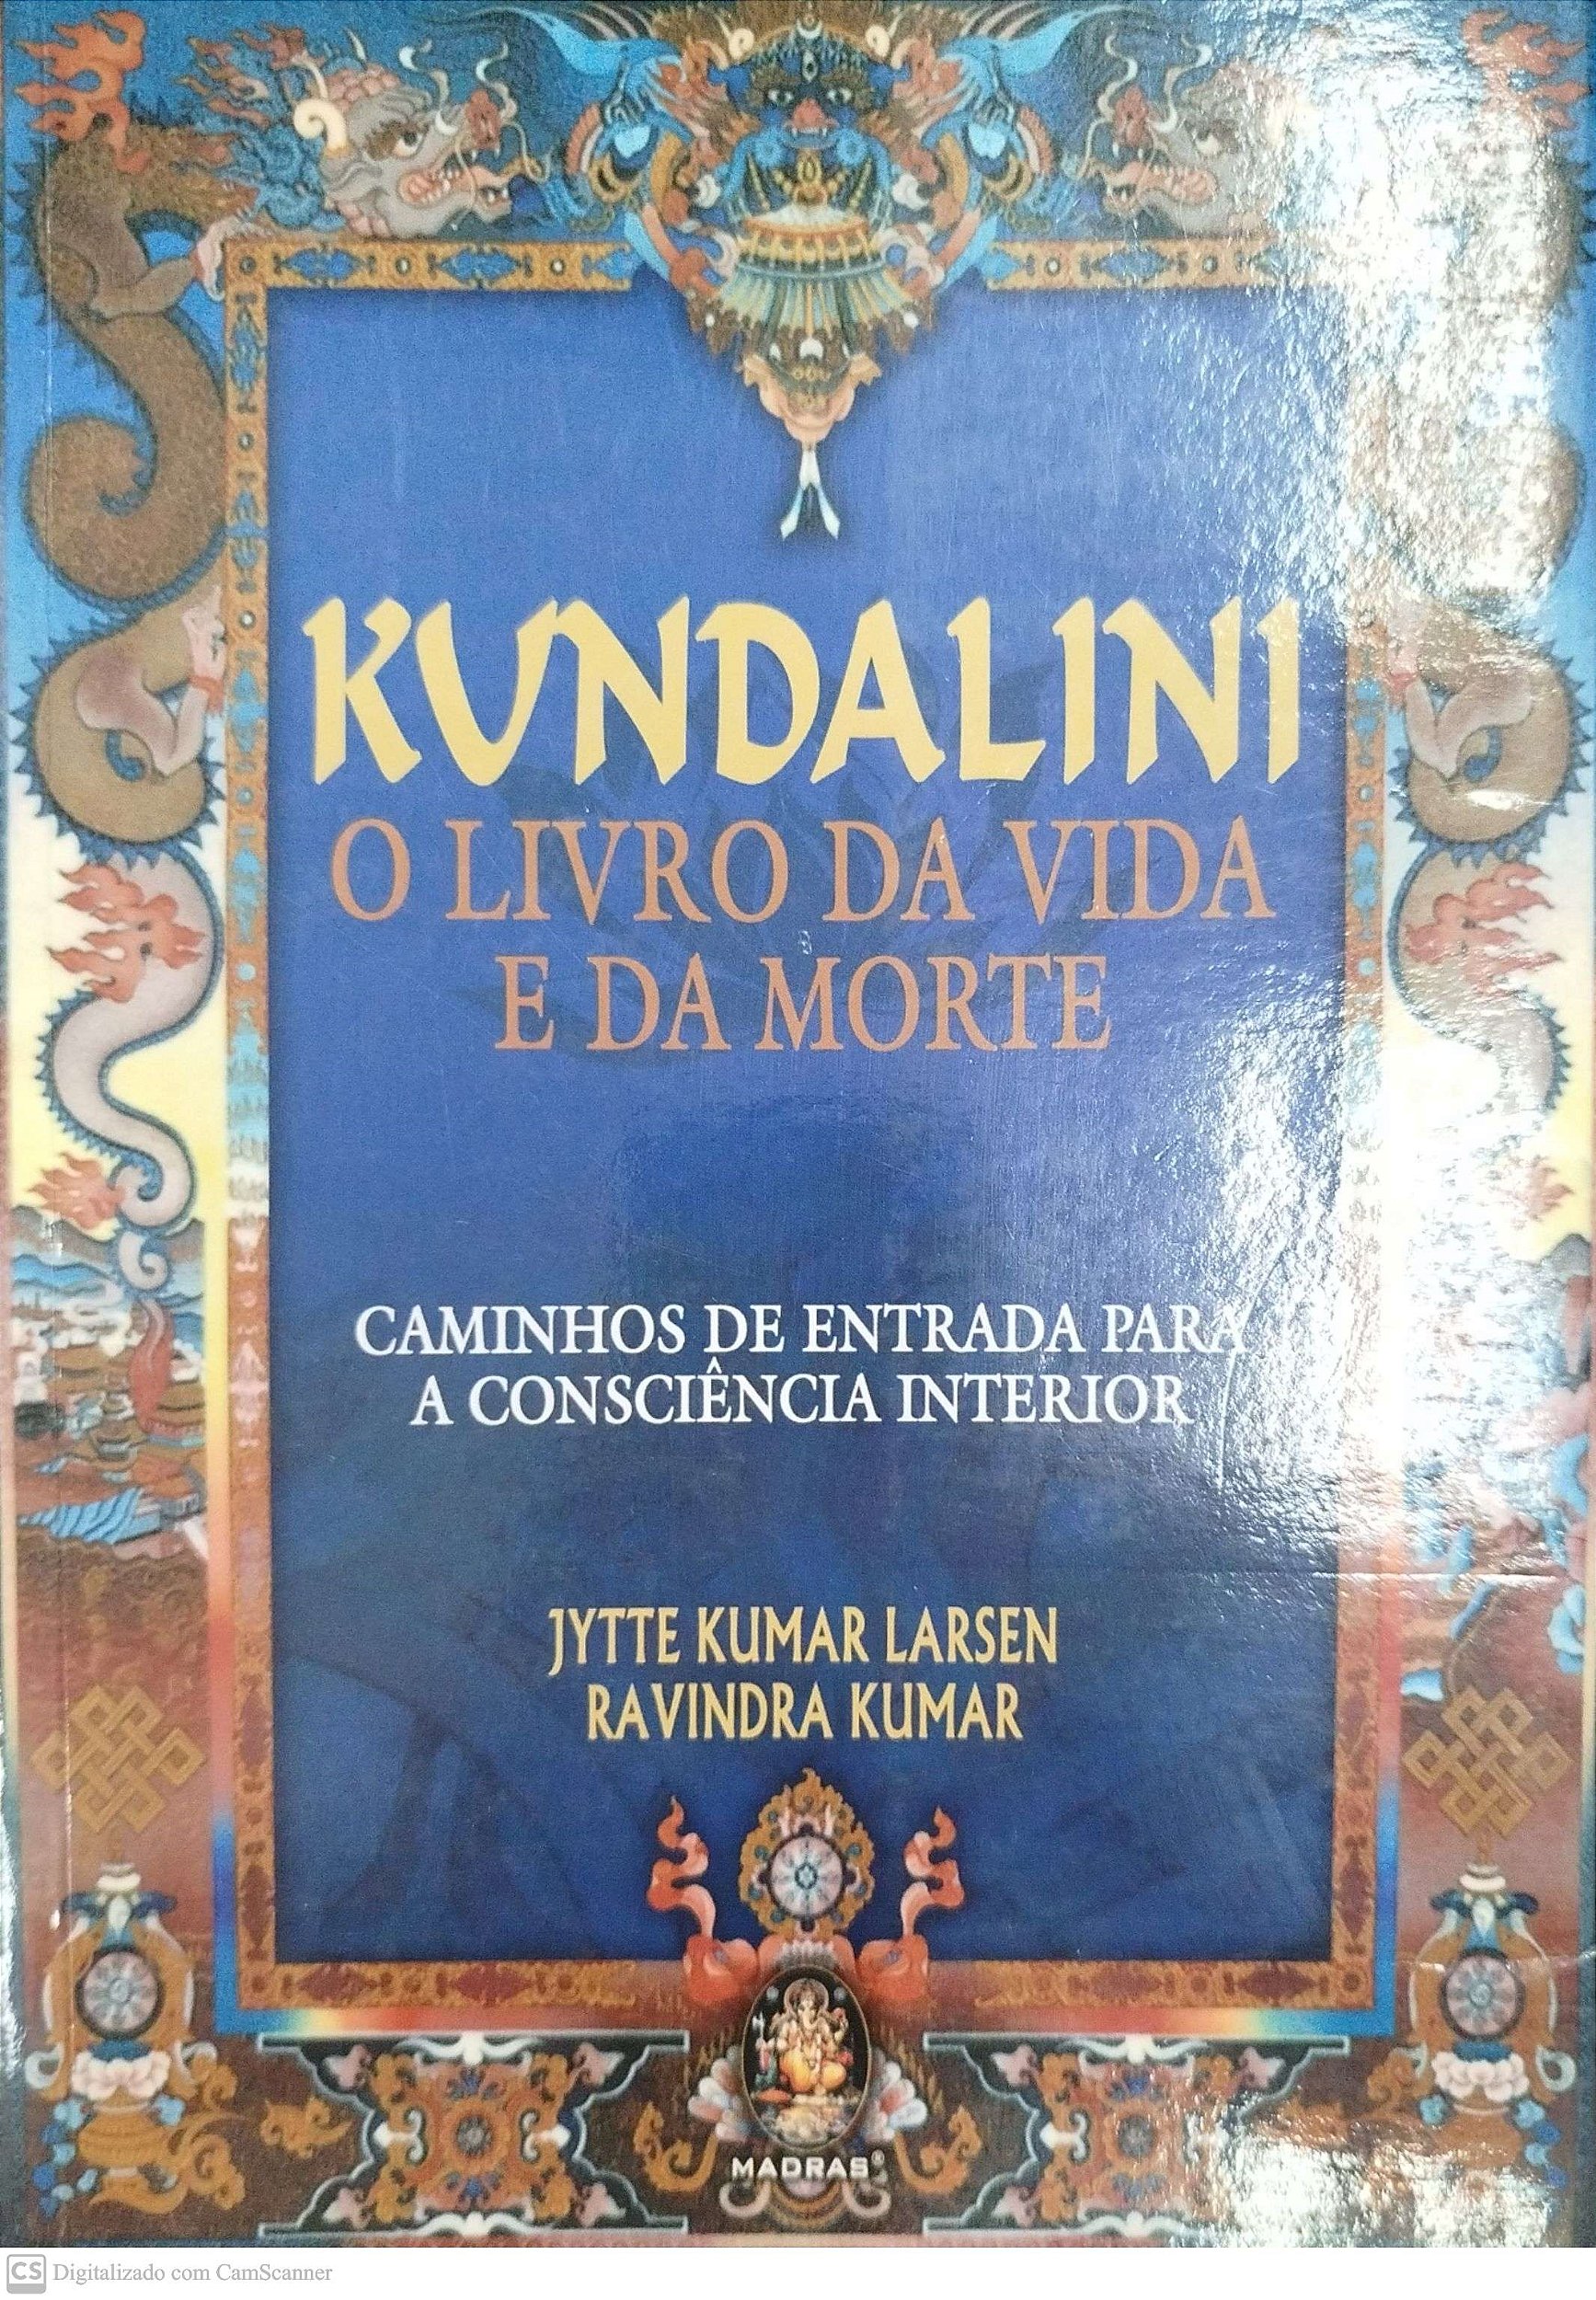 KUNDALINI
O LIVRO DA VIDA
E DA MORTE
CAMINHOS DE ENTRADA PARA
A CONSCIÊNCIA INTERIOR
JYTTE KUMAR LARSEN
RAVINDRA KUMAR
MADRAS®
CS Digitalizado com CamScanner